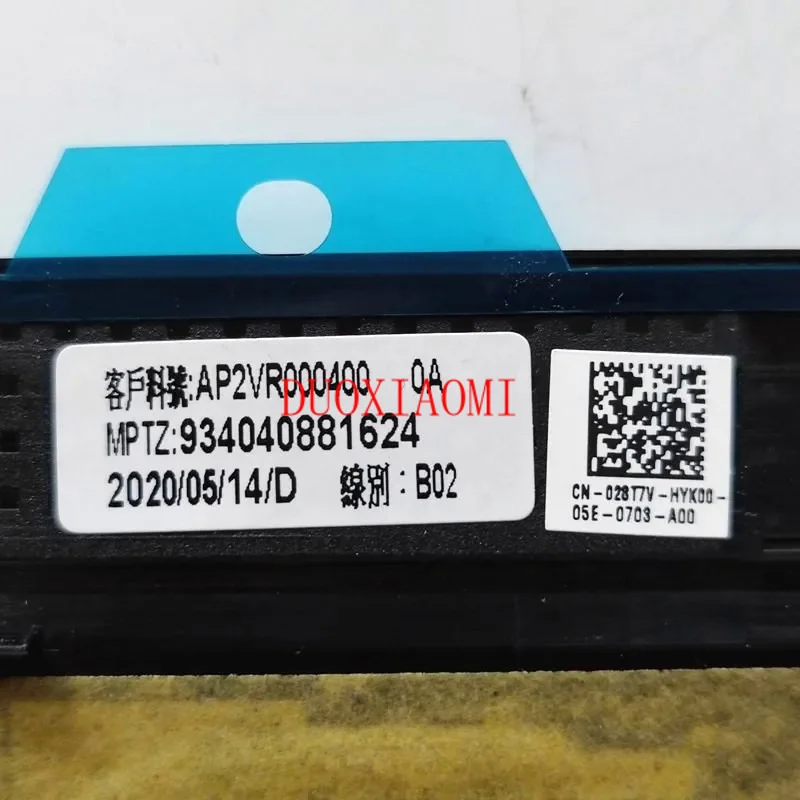 客戶料號:AP2VR000400 0A
DUOXIAOMI
MPTZ:934040881624
2020/05/14/D 線別:B02
CN-028T7V-HYK00-
05E-0703-A00